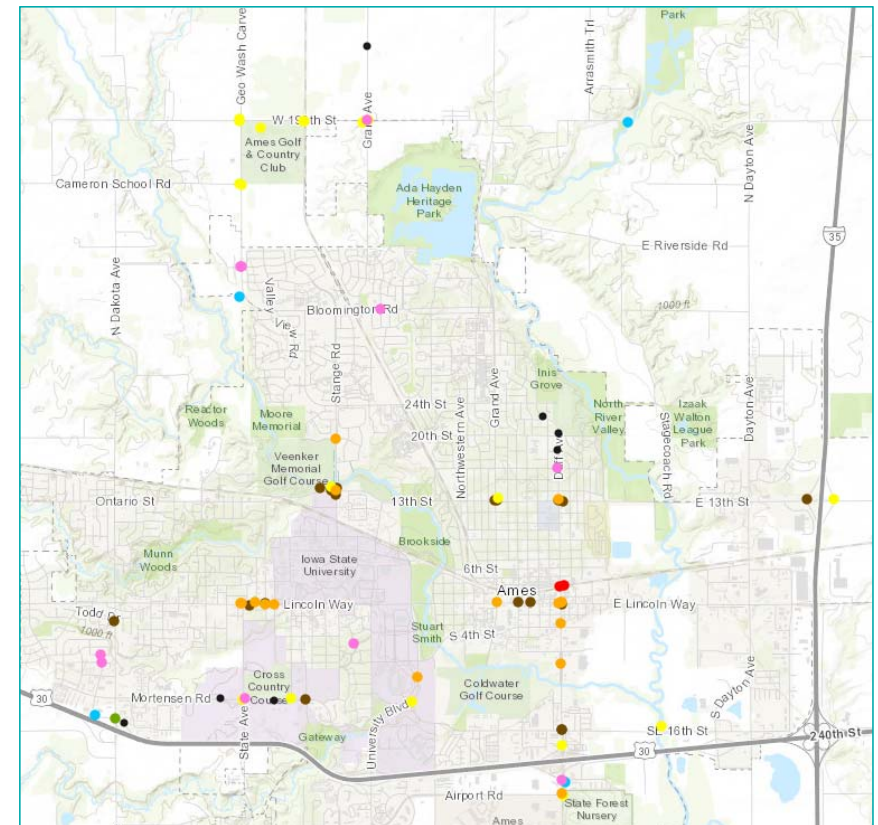 Park
Geo Wash Carve
Arrasmith Trl
W 190th St
Grand Ave
Ames Golf
& Country
Club
N Dayton Ave
Cameron School Rd
Ada Hayden
Heritage
Park
E Riverside Rd
35
N Dakota Ave
Valley
View Rd
Bloomington Rd
1000 ft
Stange Rd
Inis
Grove
Northwestern Ave
Grand Ave
24th St
20th St
Reactor
Woods
Moore
Memorial
North
River
Valley
Stagecoach Rd
Izaak
Walton
League
Park
Dayton Ave
Duff Ave
Veenker
Memorial
Golf Course
Ontario St
13th St
E 13th St
Brookside
Munn
Woods
Iowa State
University
6th St
Ames
Lincoln Way
E Lincoln Way
Todd Dr
1000 ft
Stuart
Smith
S 4th St
Cross
Country
Course
Coldwater
Golf Course
S Dayton Ave
30
Mortensen Rd
State Ave
University Blvd
Gateway
SE 16th St
240th St
30
Airport Rd
Ames
State Forest
Nursery